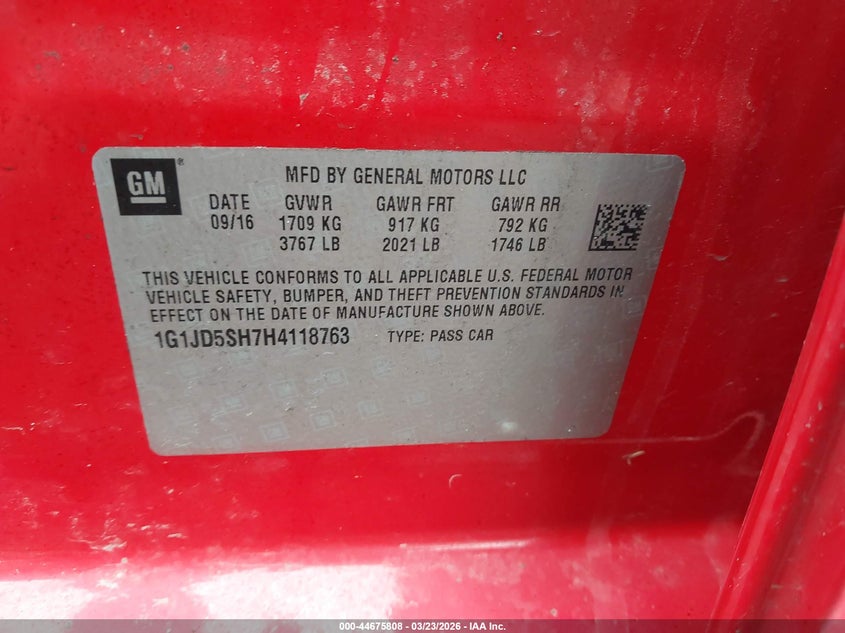 GM®
MFD BY GENERAL MOTORS LLC
DATE GVWR GAWR FRT GAWR RR
09/16 1709 KG 917 KG 792 KG
3767 LB 2021 LB 1746 LB
THIS VEHICLE CONFORMS TO ALL APPLICABLE U.S. FEDERAL MOTOR
VEHICLE SAFETY, BUMPER, AND THEFT PREVENTION STANDARDS IN
EFFECT ON THE DATE OF MANUFACTURE SHOWN ABOVE.
1G1JD5SH7H4118763 TYPE: PASS CAR
000-44675808 - 03/23/2026 - IAA Inc.